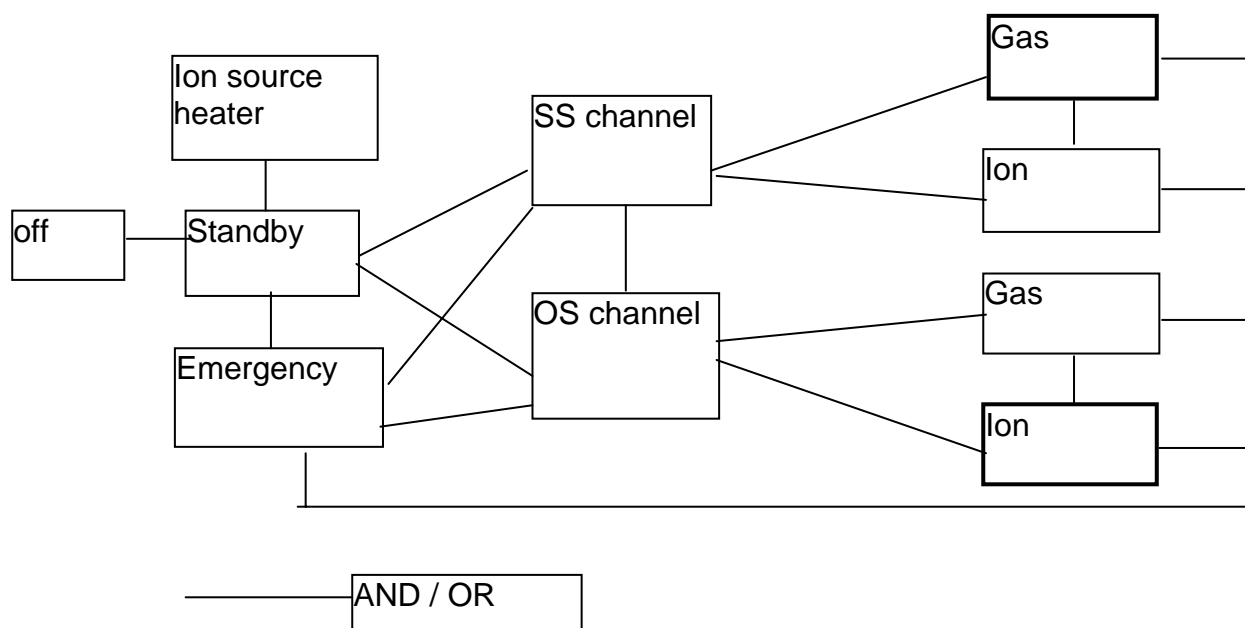 Gas
Ion source
heater
SS channel
Ion
off
Standby
Gas
OS channel
Emergency
Ion
AND / OR